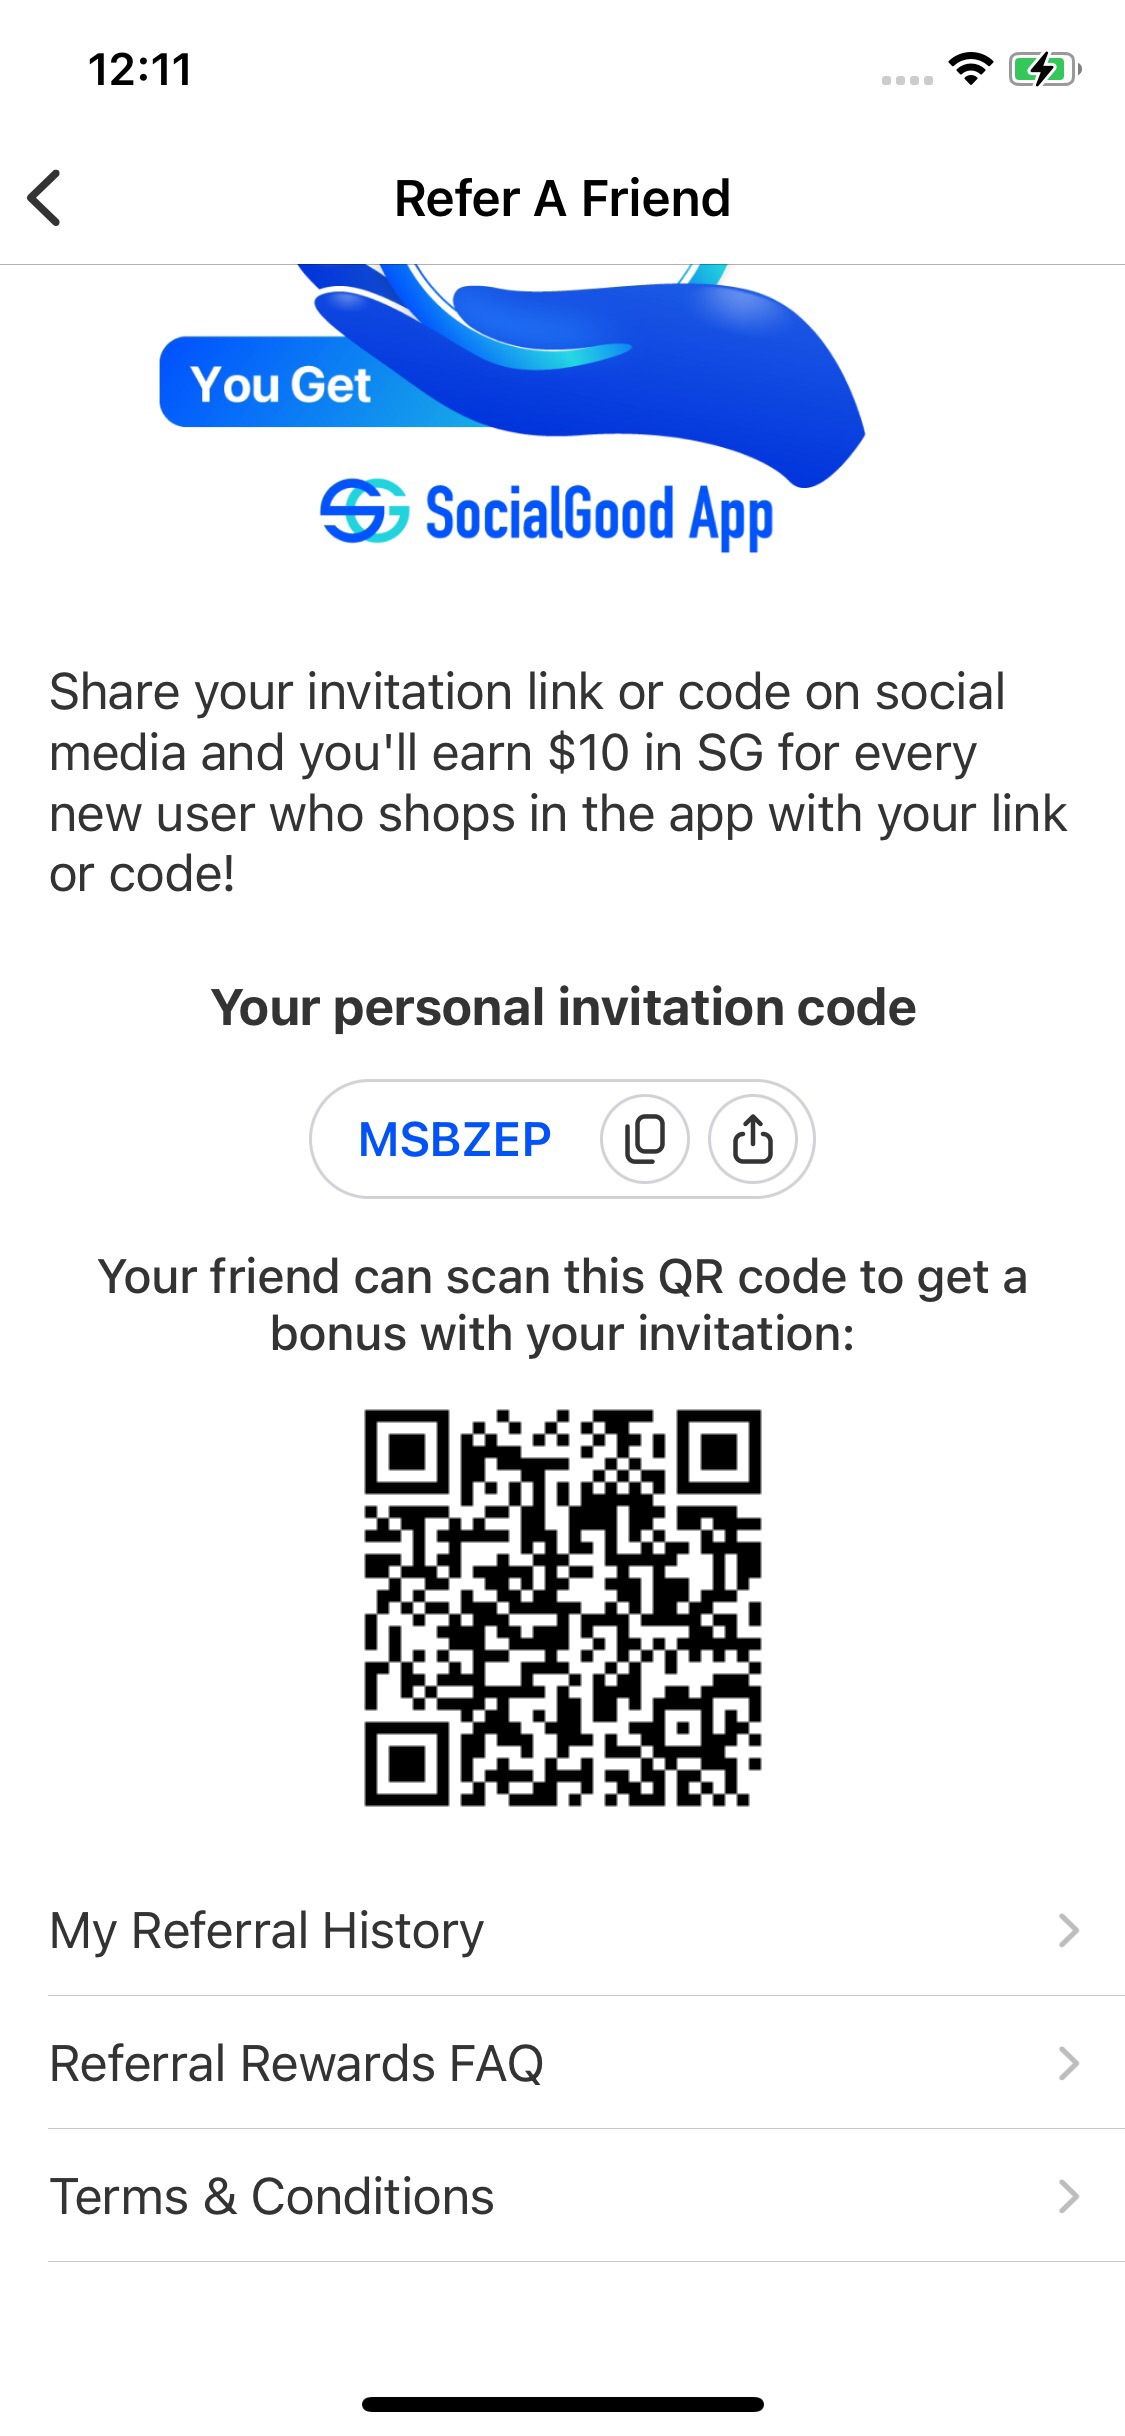 12:11
Refer A Friend
You Get
SG SocialGood App
Share your invitation link or code on social
media and you'll earn $10 in SG for every
new user who shops in the app with your link
or code!
Your personal invitation code
MSBZEP
Your friend can scan this QR code to get a
bonus with your invitation:
My Referral History
Referral Rewards FAQ
Terms & Conditions